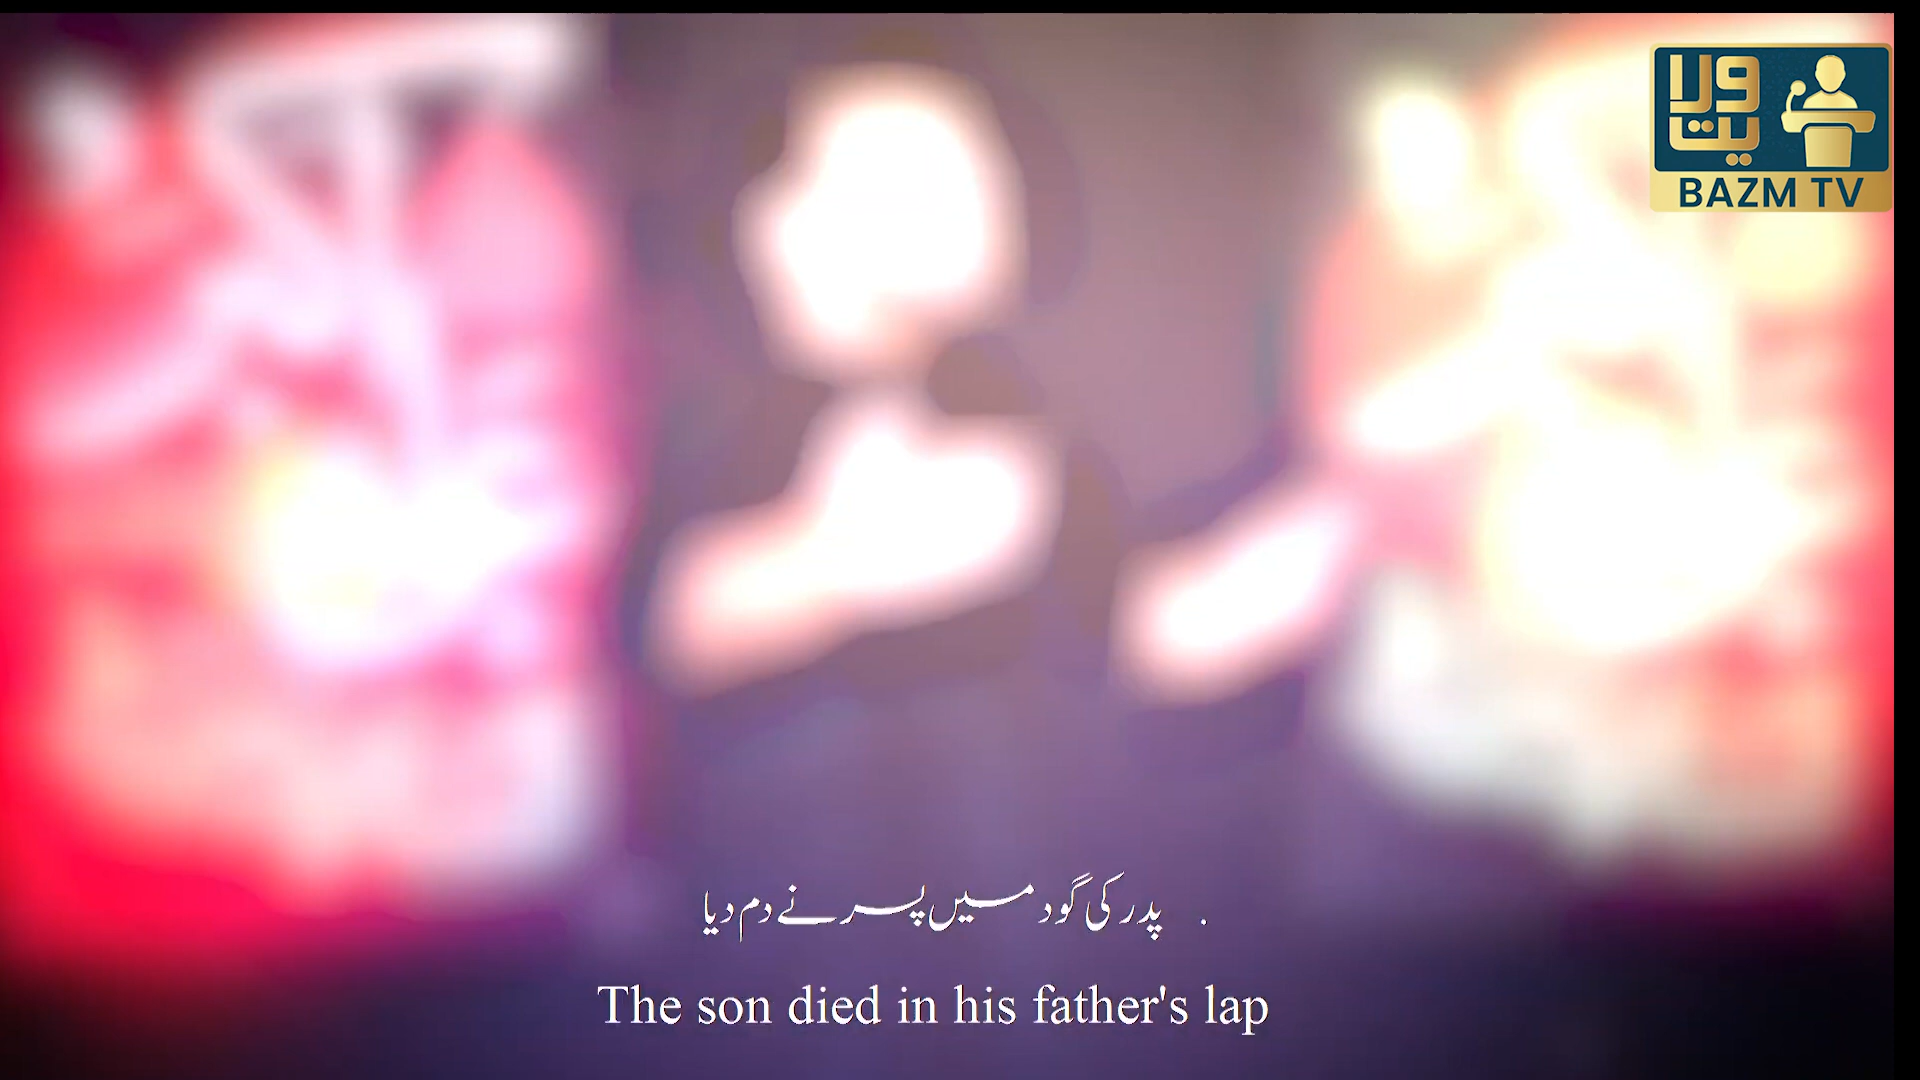 ولایت
BAZM TV
پدر کی گود میں پسر نے دم دیا .
The son died in his father's lap